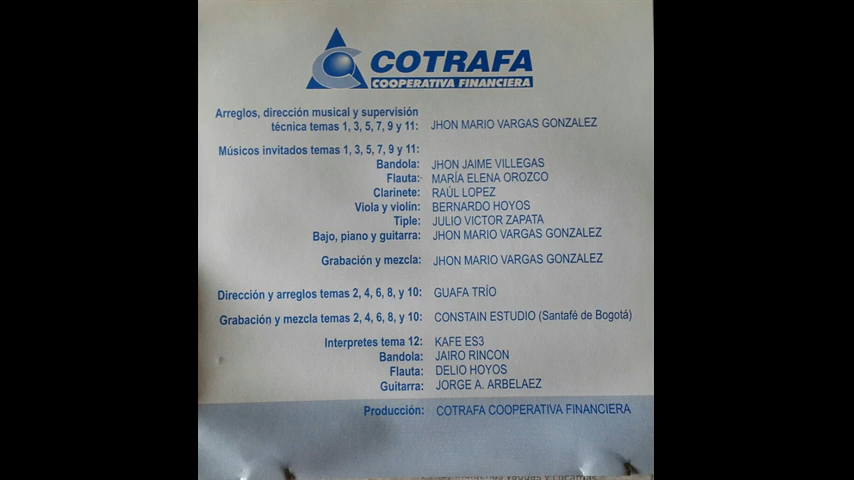 COTRAFA
COOPERATIVA FINANCIERA
Arreglos, dirección musical y supervisión
técnica temas 1, 3, 5, 7, 9 y 11: JHON MARIO VARGAS GONZALEZ
Músicos invitados temas 1, 3, 5, 7, 9 y 11:
Bandola: JHON JAIME VILLEGAS
Flauta: MARÍA ELENA OROZCO
Clarinete: RAÚL LOPEZ
Viola y violín: BERNARDO HOYOS
Tiple: JULIO VICTOR ZAPATA
Bajo, piano y guitarra: JHON MARIO VARGAS GONZALEZ
Grabación y mezcla: JHON MARIO VARGAS GONZALEZ
Dirección y arreglos temas 2, 4, 6, 8, y 10: GUAFA TRÍO
Grabación y mezcla temas 2, 4, 6, 8, y 10: CONSTAIN ESTUDIO (Santafé de Bogotá)
Interpretes tema 12: KAFE ES3
Bandola: JAIRO RINCON
Flauta: DELIO HOYOS
Guitarra: JORGE A. ARBELAEZ
Producción: COTRAFA COOPERATIVA FINANCIERA